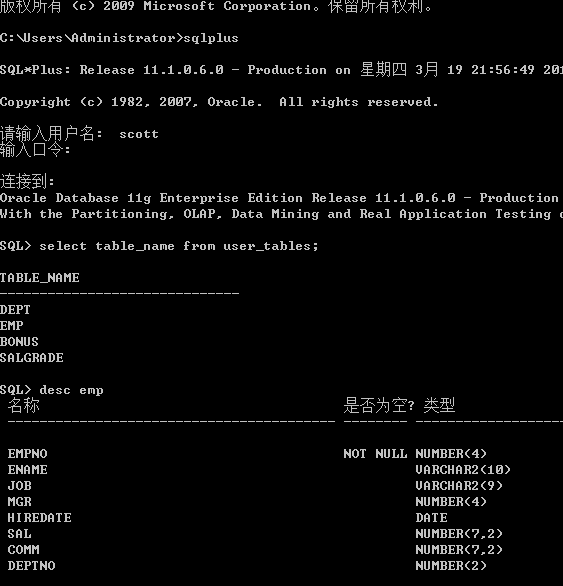 版权所有 (c) 2009 Microsoft Corporation。保留所有权利。
C:\Users\Administrator>sqlplus
SQL*Plus: Release 11.1.0.6.0 - Production on 星期四 3月 19 21:56:49 201
Copyright (c) 1982, 2007, Oracle.  All rights reserved.
请输入用户名:  scott
输入口令:
连接到:
Oracle Database 11g Enterprise Edition Release 11.1.0.6.0 - Production
With the Partitioning, OLAP, Data Mining and Real Application Testing
SQL> select table_name from user_tables;
TABLE_NAME
------------------------------
DEPT
EMP
BONUS
SALGRADE
SQL> desc emp
名称 是否为空? 类型
----------------------------------------- -------- -------------------
EMPNO NOT NULL NUMBER(4)
ENAME VARCHAR2(10)
JOB VARCHAR2(9)
MGR NUMBER(4)
HIREDATE DATE
SAL NUMBER(7,2)
COMM NUMBER(7,2)
DEPTNO NUMBER(2)